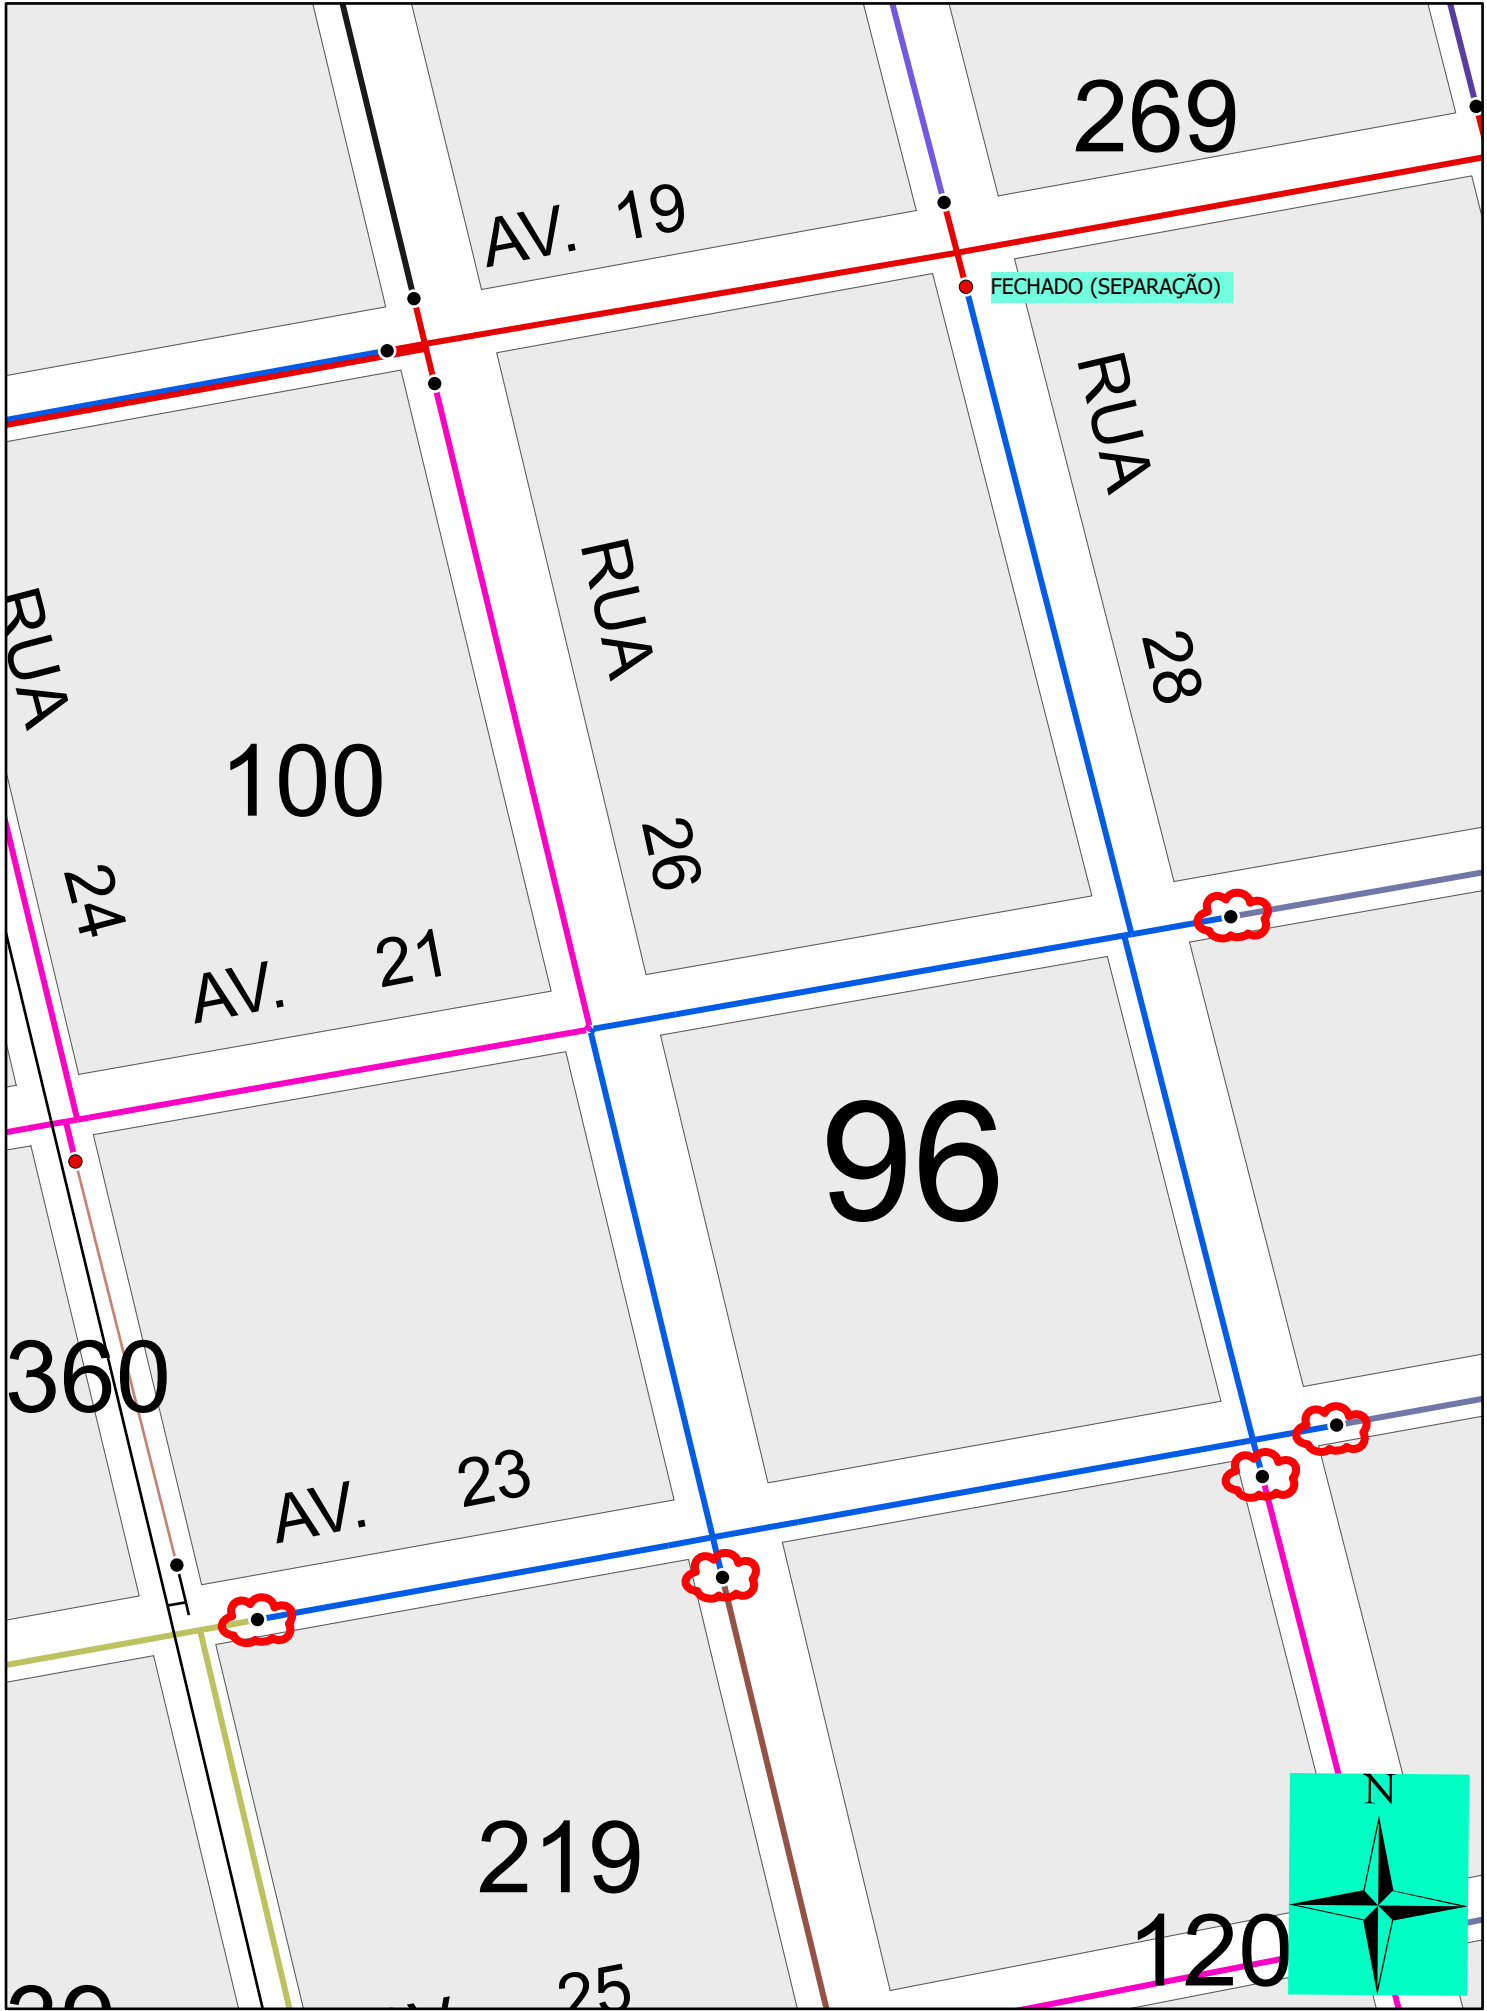 269
AV. 19
FECHADO (SEPARAÇÃO)
RUA 28
RUA 26
RUA 24
100
AV. 21
96
360
AV. 23
219
25
120
N